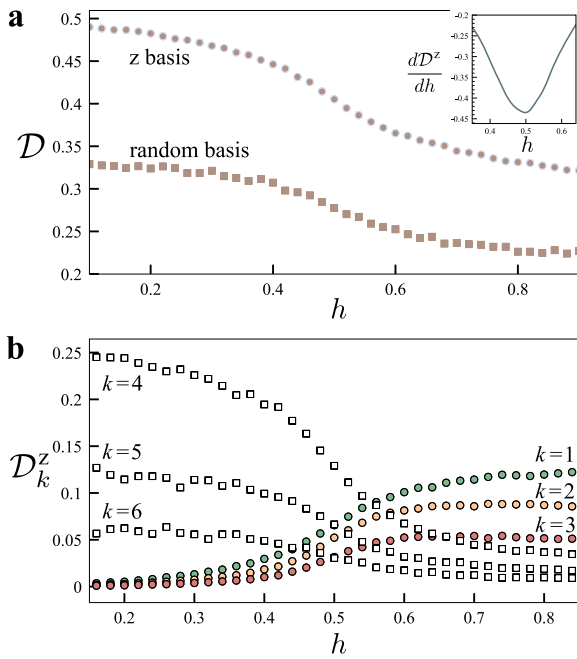 a
0.5
0.45
0.4
0.35
0.3
0.25
0.2
𝒟
z basis
random basis
0.2 0.4 0.6 0.8
h
-0.2
-0.25
-0.3
-0.35
-0.4
-0.45
d𝒟ᶻ
dh
0.4 0.5 0.6
h
b
0.25
0.2
0.15
0.1
0.05
0
𝒟ᶻₖ
k=4
k=5
k=6
k=1
k=2
k=3
0.2 0.3 0.4 0.5 0.6 0.7 0.8
h